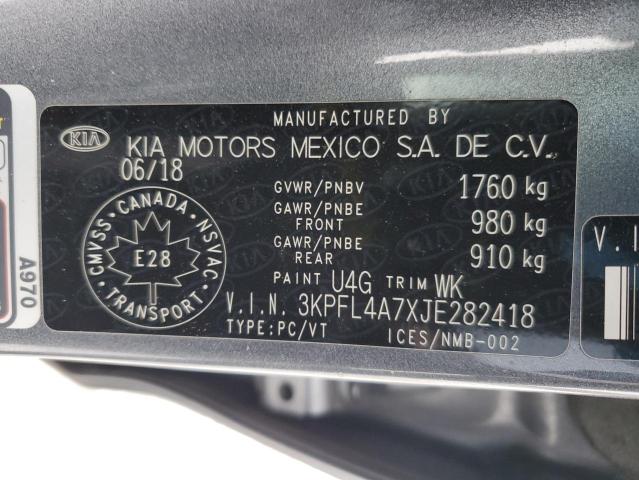 MANUFACTURED BY
KIA KIA MOTORS MEXICO S.A. DE C.V.
06/18
GVWR/PNBV 1760 kg
GAWR/PNBE FRONT 980 kg
GAWR/PNBE REAR 910 kg
PAINT U4G TRIM WK
V.I.N. 3KPFL4A7XJE282418
TYPE:PC/VT ICES/NMB-002
CANADA
CMVSS NSVAC
E28
TRANSPORT
A970
V.I